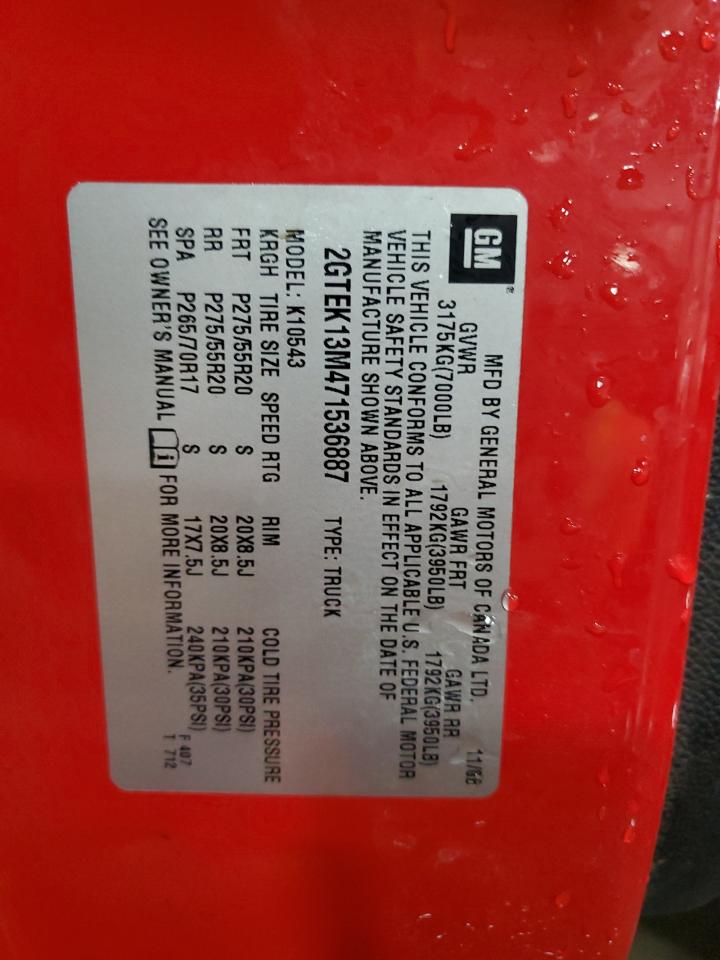 GM
MFD BY GENERAL MOTORS OF CANADA LTD.
GVWR GAWR FRT GAWR RR
3175KG(7000LB) 1792KG(3950LB) 1792KG(3950LB)
THIS VEHICLE CONFORMS TO ALL APPLICABLE U.S. FEDERAL MOTOR
VEHICLE SAFETY STANDARDS IN EFFECT ON THE DATE OF
MANUFACTURE SHOWN ABOVE.
2GTEK13M471536887 TYPE: TRUCK
MODEL: K10543
KRGH TIRE SIZE SPEED RTG RIM COLD TIRE PRESSURE
FRT P275/55R20 S 20X8.5J 210KPA(30PSI)
RR P275/55R20 S 20X8.5J 210KPA(30PSI)
SPA P265/70R17 S 17X7.5J 240KPA(35PSI)
SEE OWNER'S MANUAL i FOR MORE INFORMATION.
F 407
T 712